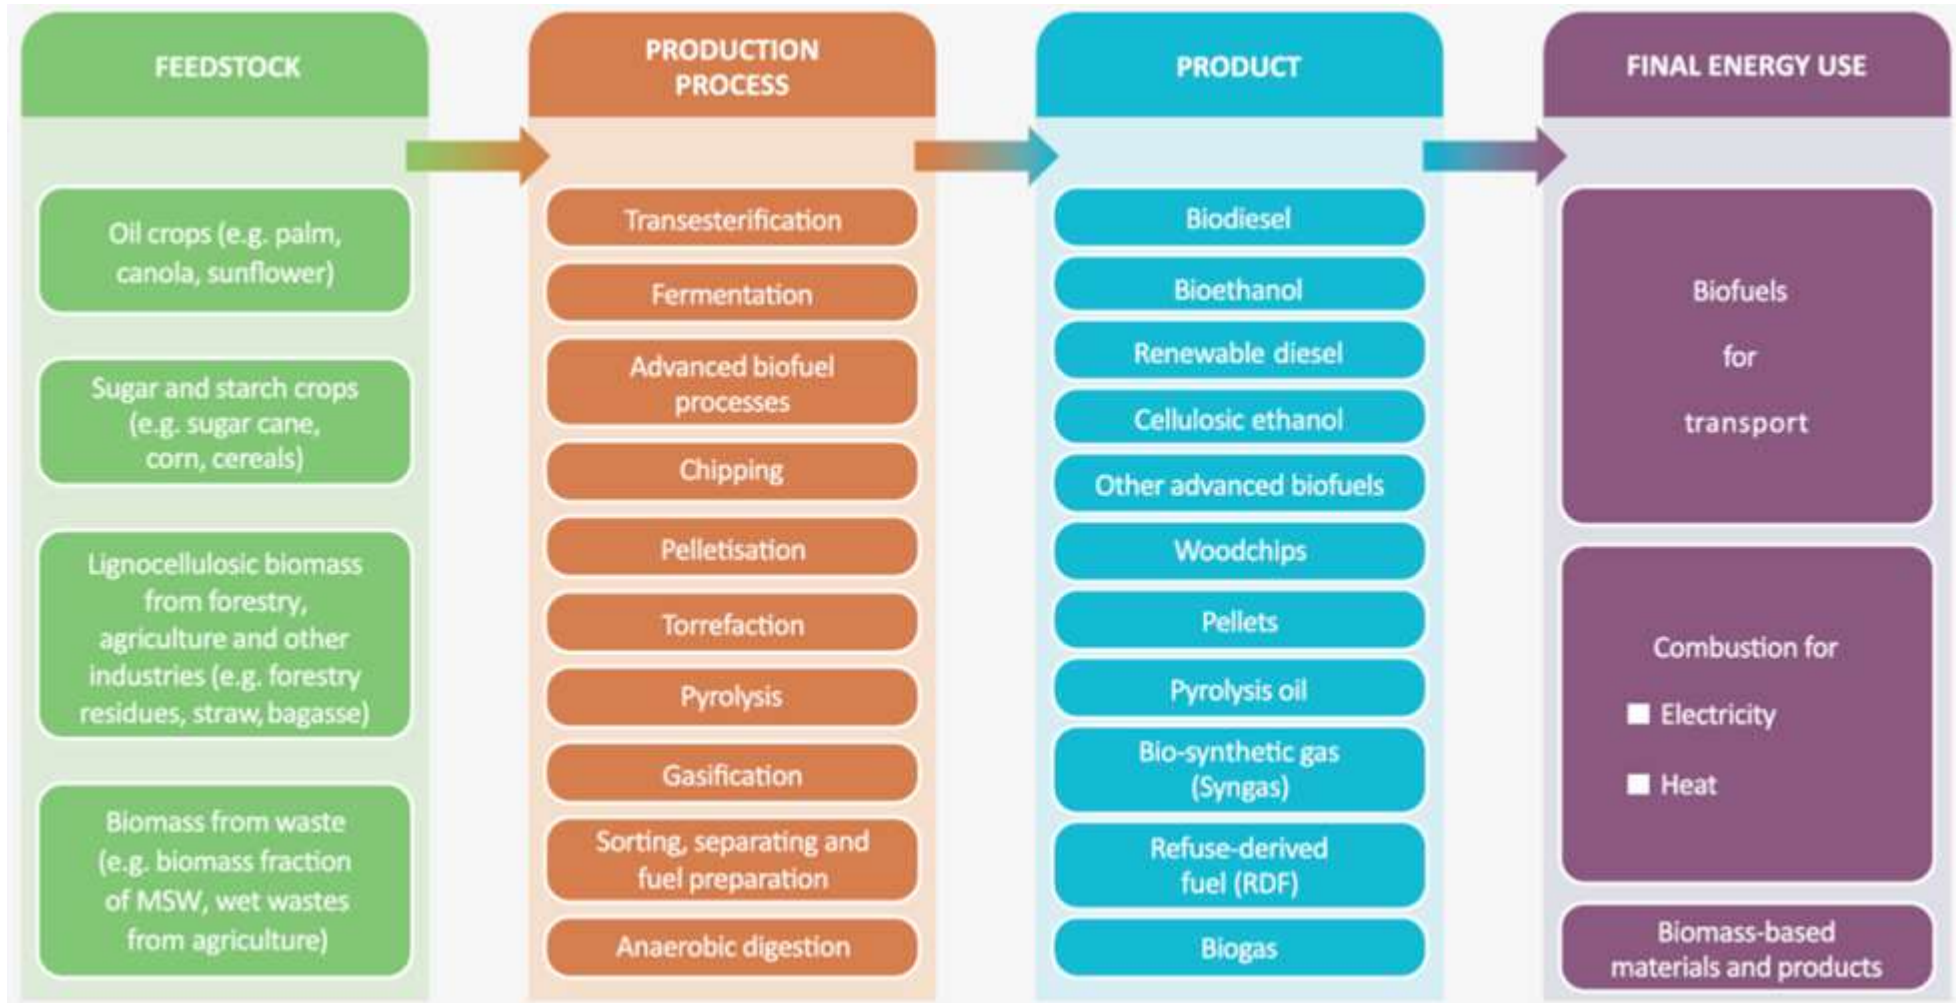 FEEDSTOCK
Oil crops (e.g. palm,
canola, sunflower)
Sugar and starch crops
(e.g. sugar cane,
corn, cereals)
Lignocellulosic biomass
from forestry,
agriculture and other
industries (e.g. forestry
residues, straw, bagasse)
Biomass from waste
(e.g. biomass fraction
of MSW, wet wastes
from agriculture)
PRODUCTION
PROCESS
Transesterification
Fermentation
Advanced biofuel
processes
Chipping
Pelletisation
Torrefaction
Pyrolysis
Gasification
Sorting, separating and
fuel preparation
Anaerobic digestion
PRODUCT
Biodiesel
Bioethanol
Renewable diesel
Cellulosic ethanol
Other advanced biofuels
Woodchips
Pellets
Pyrolysis oil
Bio-synthetic gas
(Syngas)
Refuse-derived
fuel (RDF)
Biogas
FINAL ENERGY USE
Biofuels
for
transport
Combustion for
Electricity
Heat
Biomass-based
materials and products